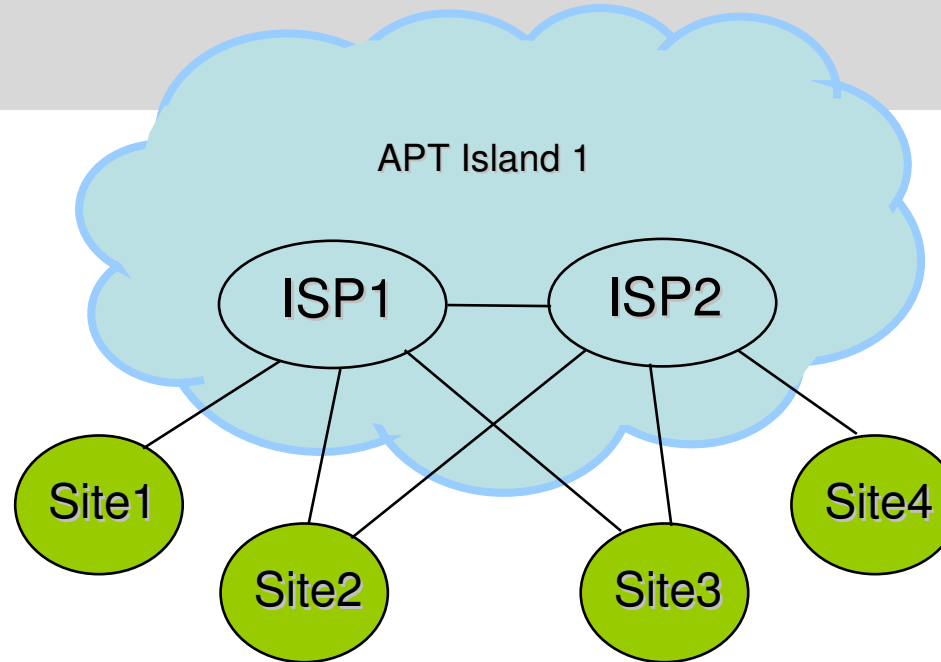 APT Island 1
ISP1
ISP2
Site1
Site4
Site2
Site3